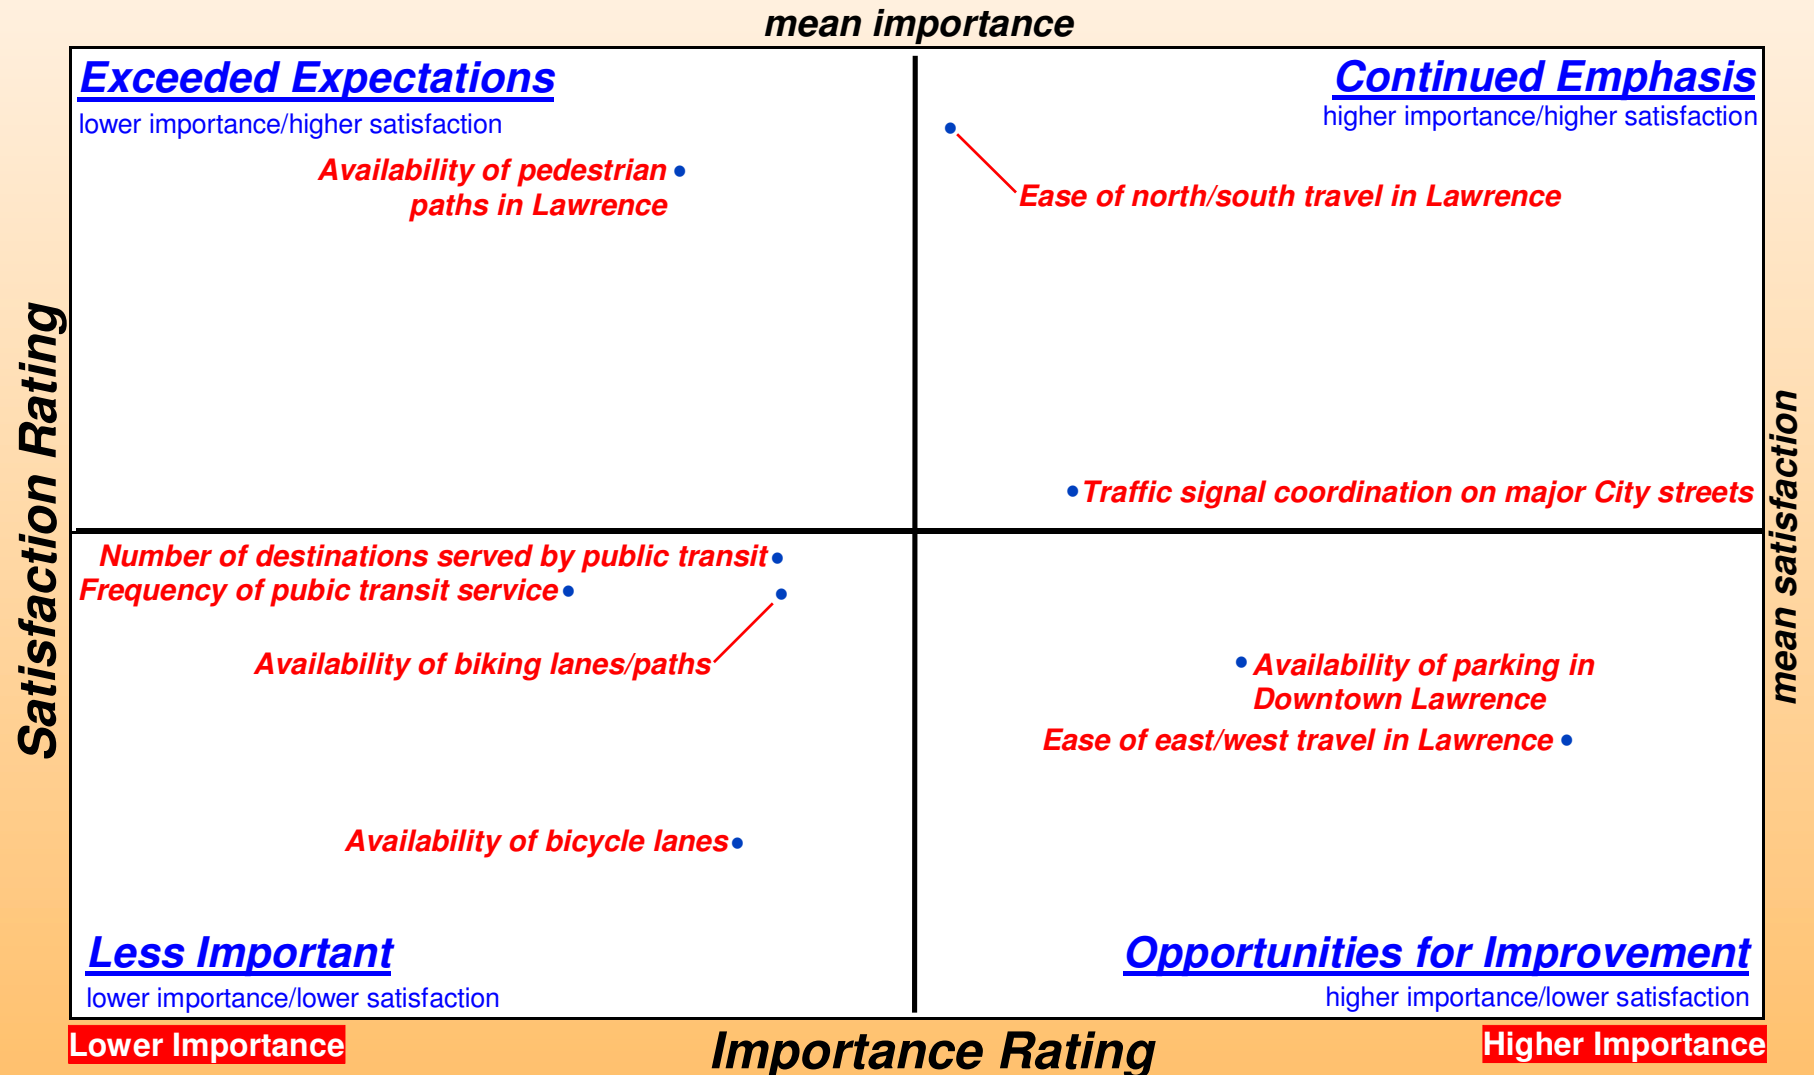 mean importance
Exceeded Expectations
lower importance/higher satisfaction
Continued Emphasis
higher importance/higher satisfaction
Availability of pedestrian
paths in Lawrence
Ease of north/south travel in Lawrence
Satisfaction Rating
mean satisfaction
Traffic signal coordination on major City streets
Number of destinations served by public transit
Frequency of pubic transit service
Availability of biking lanes/paths
Availability of parking in
Downtown Lawrence
Ease of east/west travel in Lawrence
Availability of bicycle lanes
Less Important
lower importance/lower satisfaction
Opportunities for Improvement
higher importance/lower satisfaction
Lower Importance
Importance Rating
Higher Importance